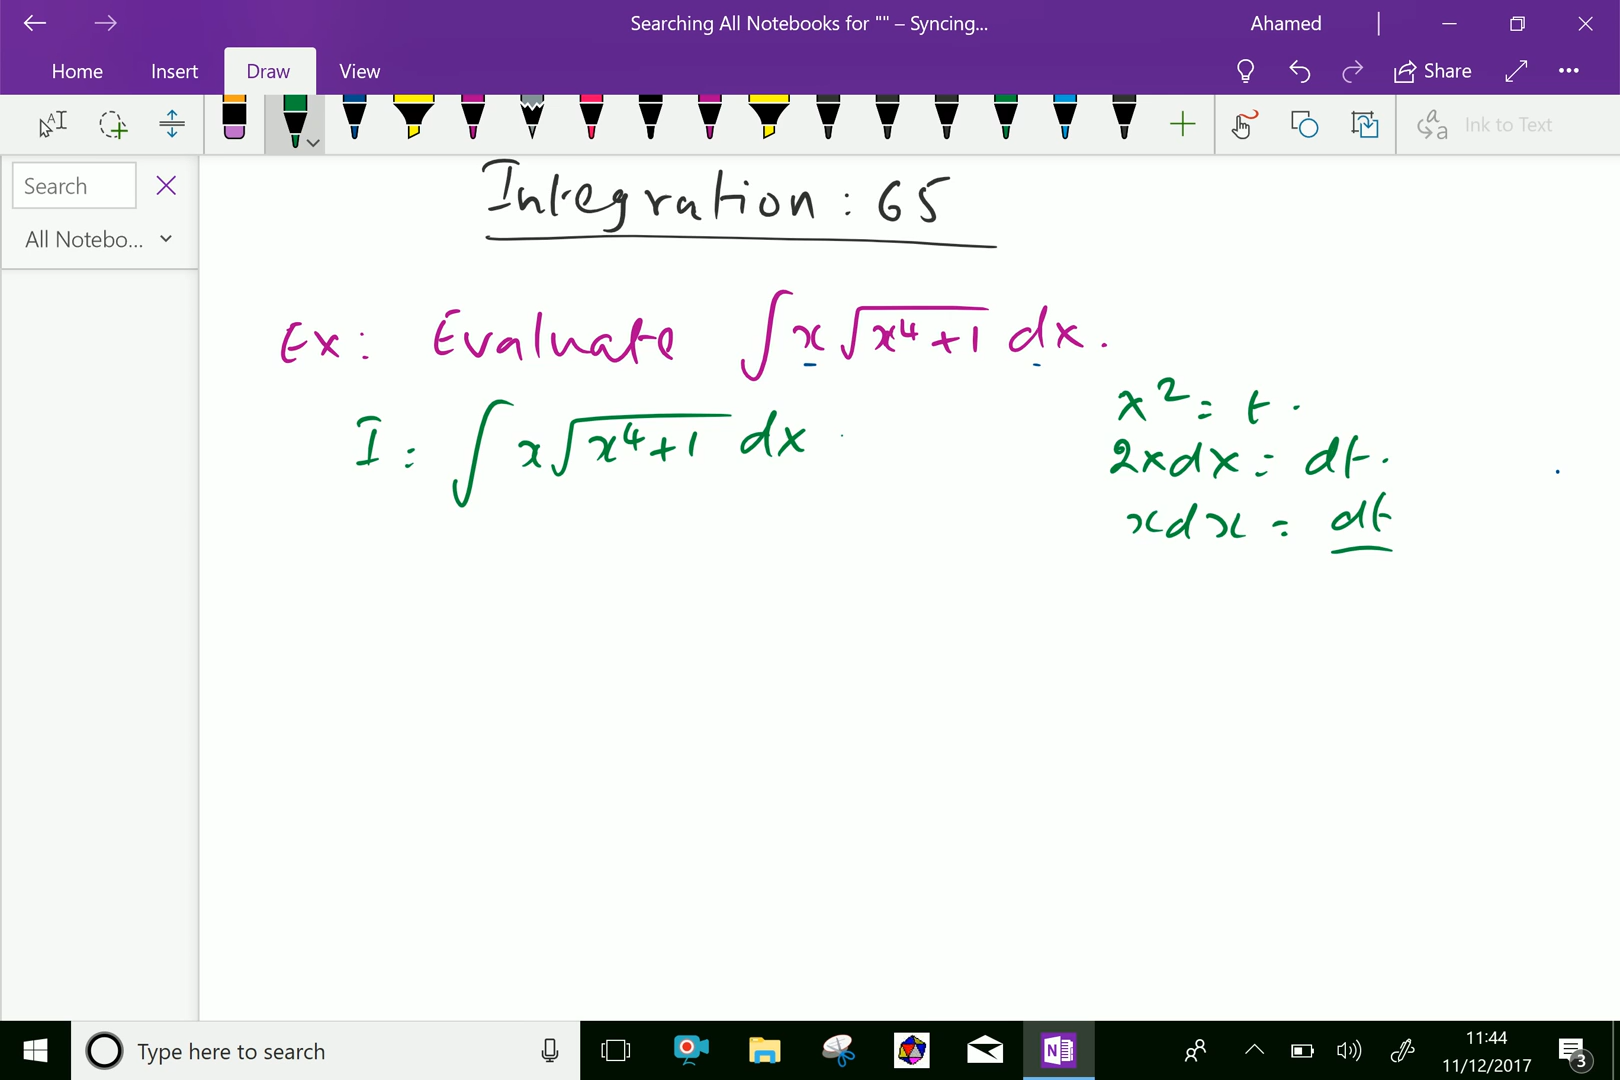 Searching All Notebooks for "" – Syncing...
Ahamed
Home Insert Draw View
Share
Ink to Text
Search
All Notebo...
Integration : 65
Ex : Evaluate ∫ x √(x⁴+1) dx .
I = ∫ x √(x⁴+1) dx
x² = t .
2xdx = dt .
xdx = dt
Type here to search
11:44
11/12/2017
3